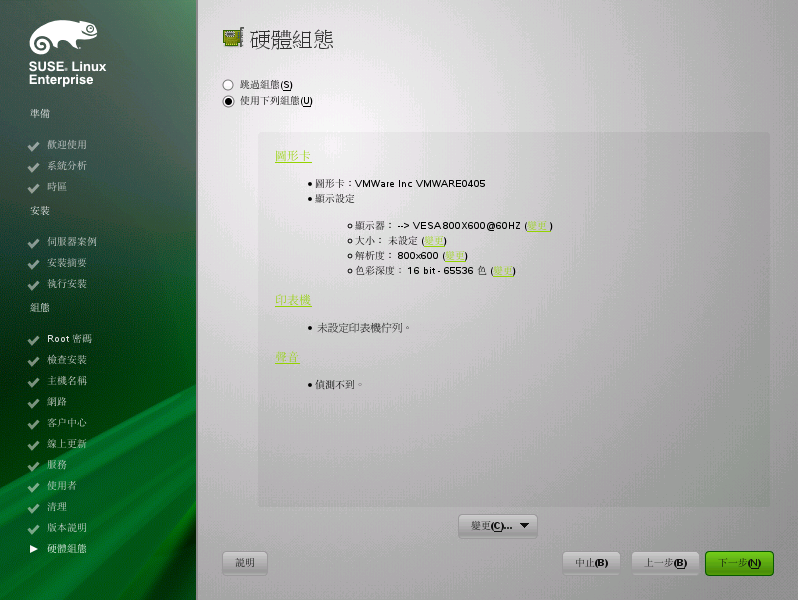 SUSE. Linux
Enterprise
準備
歡迎使用
系統分析
時區
安裝
伺服器案例
安裝摘要
執行安裝
組態
Root 密碼
檢查安裝
主機名稱
網路
客戶中心
線上更新
服務
使用者
清理
版本說明
硬體組態
硬體組態
跳過組態(S)
使用下列組態(U)
圖形卡
圖形卡：VMWare Inc VMWARE0405
顯示設定
顯示器： --> VESA 800X600@60HZ (變更)
大小： 未設定 (變更)
解析度： 800x600 (變更)
色彩深度： 16 bit - 65536 色 (變更)
印表機
未設定印表機佇列。
聲音
偵測不到。
變更(C)...
說明
中止(B)
上一步(B)
下一步(N)